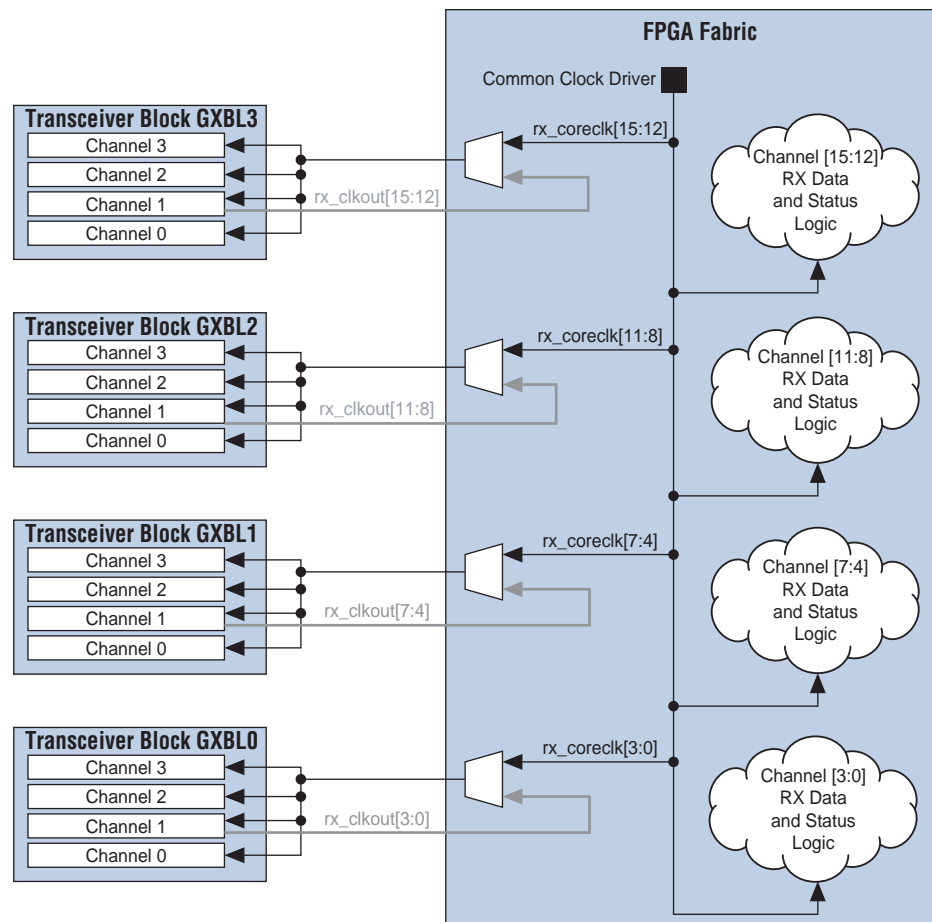 FPGA Fabric
Common Clock Driver
Transceiver Block GXBL3
Channel 3
Channel 2
Channel 1
Channel 0
rx_coreclk[15:12]
rx_clkout[15:12]
Channel [15:12]
RX Data
and Status
Logic
Transceiver Block GXBL2
Channel 3
Channel 2
Channel 1
Channel 0
rx_coreclk[11:8]
rx_clkout[11:8]
Channel [11:8]
RX Data
and Status
Logic
Transceiver Block GXBL1
Channel 3
Channel 2
Channel 1
Channel 0
rx_coreclk[7:4]
rx_clkout[7:4]
Channel [7:4]
RX Data
and Status
Logic
Transceiver Block GXBL0
Channel 3
Channel 2
Channel 1
Channel 0
rx_coreclk[3:0]
rx_clkout[3:0]
Channel [3:0]
RX Data
and Status
Logic